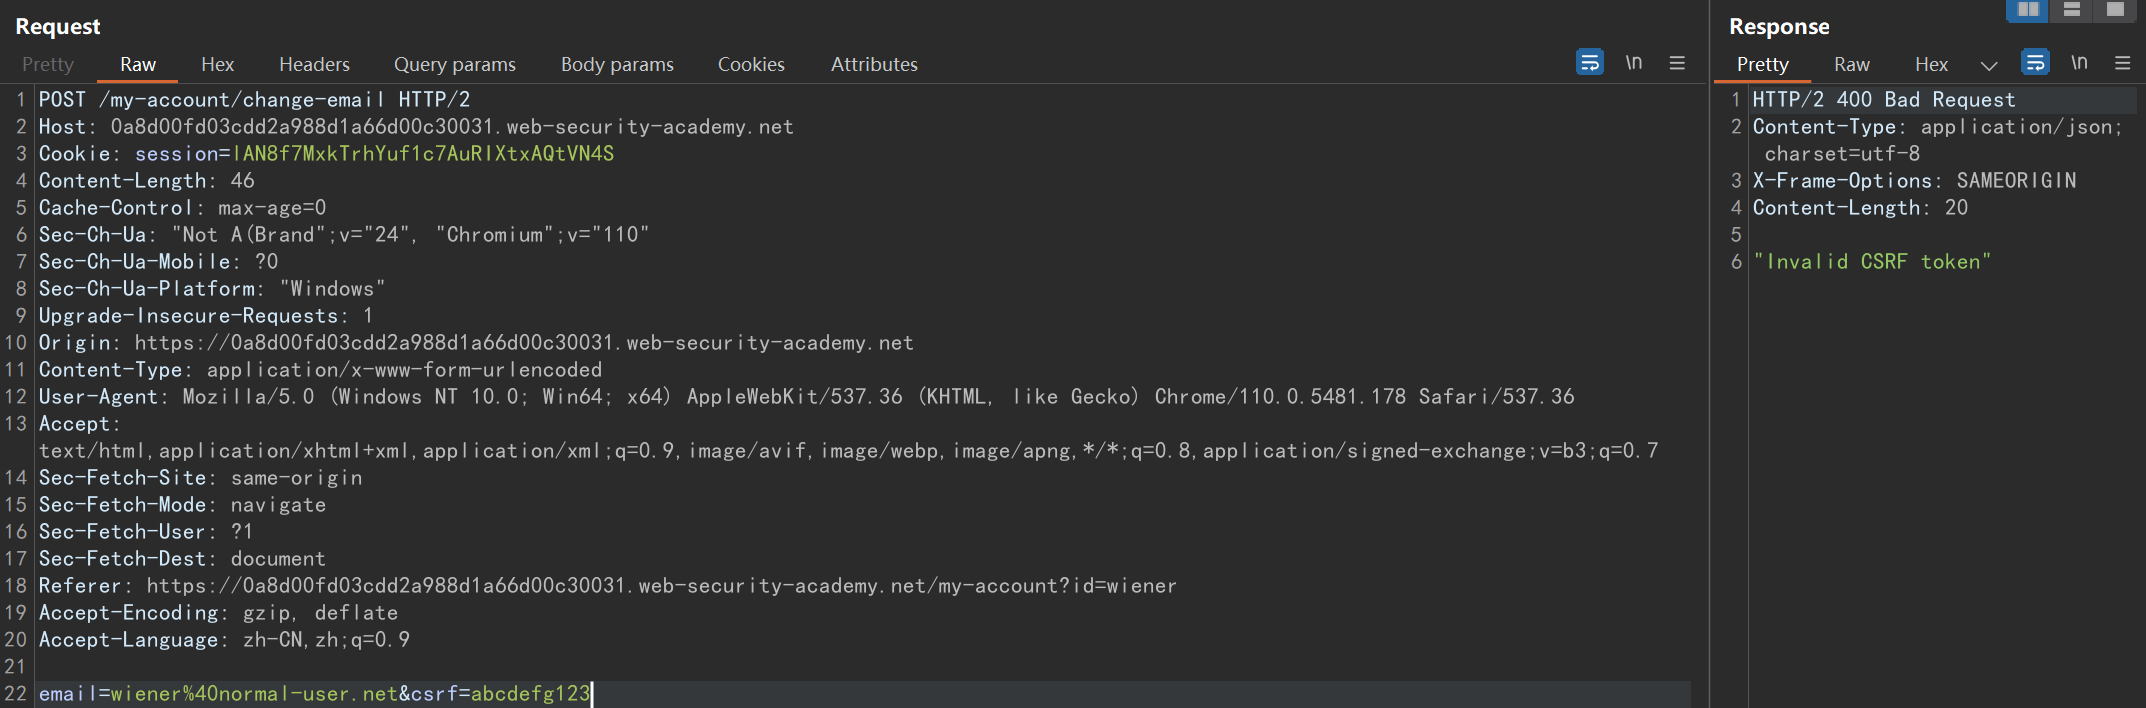 Request
Pretty Raw Hex Headers Query params Body params Cookies Attributes \n
1 POST /my-account/change-email HTTP/2
2 Host: 0a8d00fd03cdd2a988d1a66d00c30031.web-security-academy.net
3 Cookie: session=lAN8f7MxkTrhYuf1c7AuRlXtxAQtVN4S
4 Content-Length: 46
5 Cache-Control: max-age=0
6 Sec-Ch-Ua: "Not A(Brand";v="24", "Chromium";v="110"
7 Sec-Ch-Ua-Mobile: ?0
8 Sec-Ch-Ua-Platform: "Windows"
9 Upgrade-Insecure-Requests: 1
10 Origin: https://0a8d00fd03cdd2a988d1a66d00c30031.web-security-academy.net
11 Content-Type: application/x-www-form-urlencoded
12 User-Agent: Mozilla/5.0 (Windows NT 10.0; Win64; x64) AppleWebKit/537.36 (KHTML, like Gecko) Chrome/110.0.5481.178 Safari/537.36
13 Accept:
text/html,application/xhtml+xml,application/xml;q=0.9,image/avif,image/webp,image/apng,*/*;q=0.8,application/signed-exchange;v=b3;q=0.7
14 Sec-Fetch-Site: same-origin
15 Sec-Fetch-Mode: navigate
16 Sec-Fetch-User: ?1
17 Sec-Fetch-Dest: document
18 Referer: https://0a8d00fd03cdd2a988d1a66d00c30031.web-security-academy.net/my-account?id=wiener
19 Accept-Encoding: gzip, deflate
20 Accept-Language: zh-CN,zh;q=0.9
21
22 email=wiener%40normal-user.net&csrf=abcdefg123
Response
Pretty Raw Hex \n
1 HTTP/2 400 Bad Request
2 Content-Type: application/json;
charset=utf-8
3 X-Frame-Options: SAMEORIGIN
4 Content-Length: 20
5
6 "Invalid CSRF token"